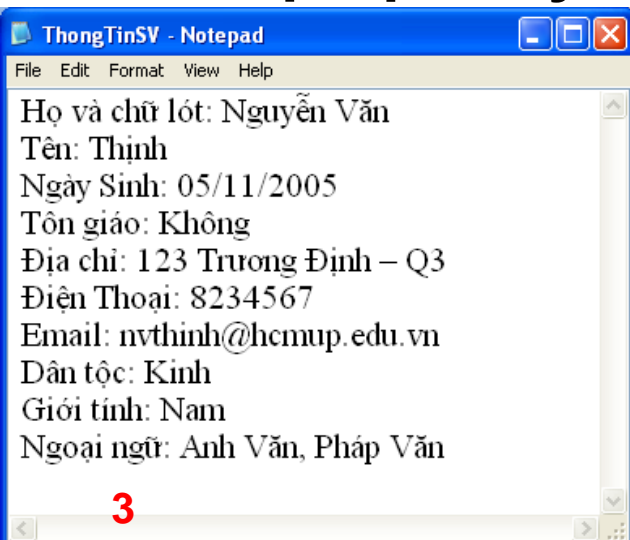 ThongTinSV - Notepad
File Edit Format View Help
Họ và chữ lót: Nguyễn Văn
Tên: Thịnh
Ngày Sinh: 05/11/2005
Tôn giáo: Không
Địa chỉ: 123 Trương Định – Q3
Điện Thoại: 8234567
Email: nvthinh@hcmup.edu.vn
Dân tộc: Kinh
Giới tính: Nam
Ngoại ngữ: Anh Văn, Pháp Văn
3